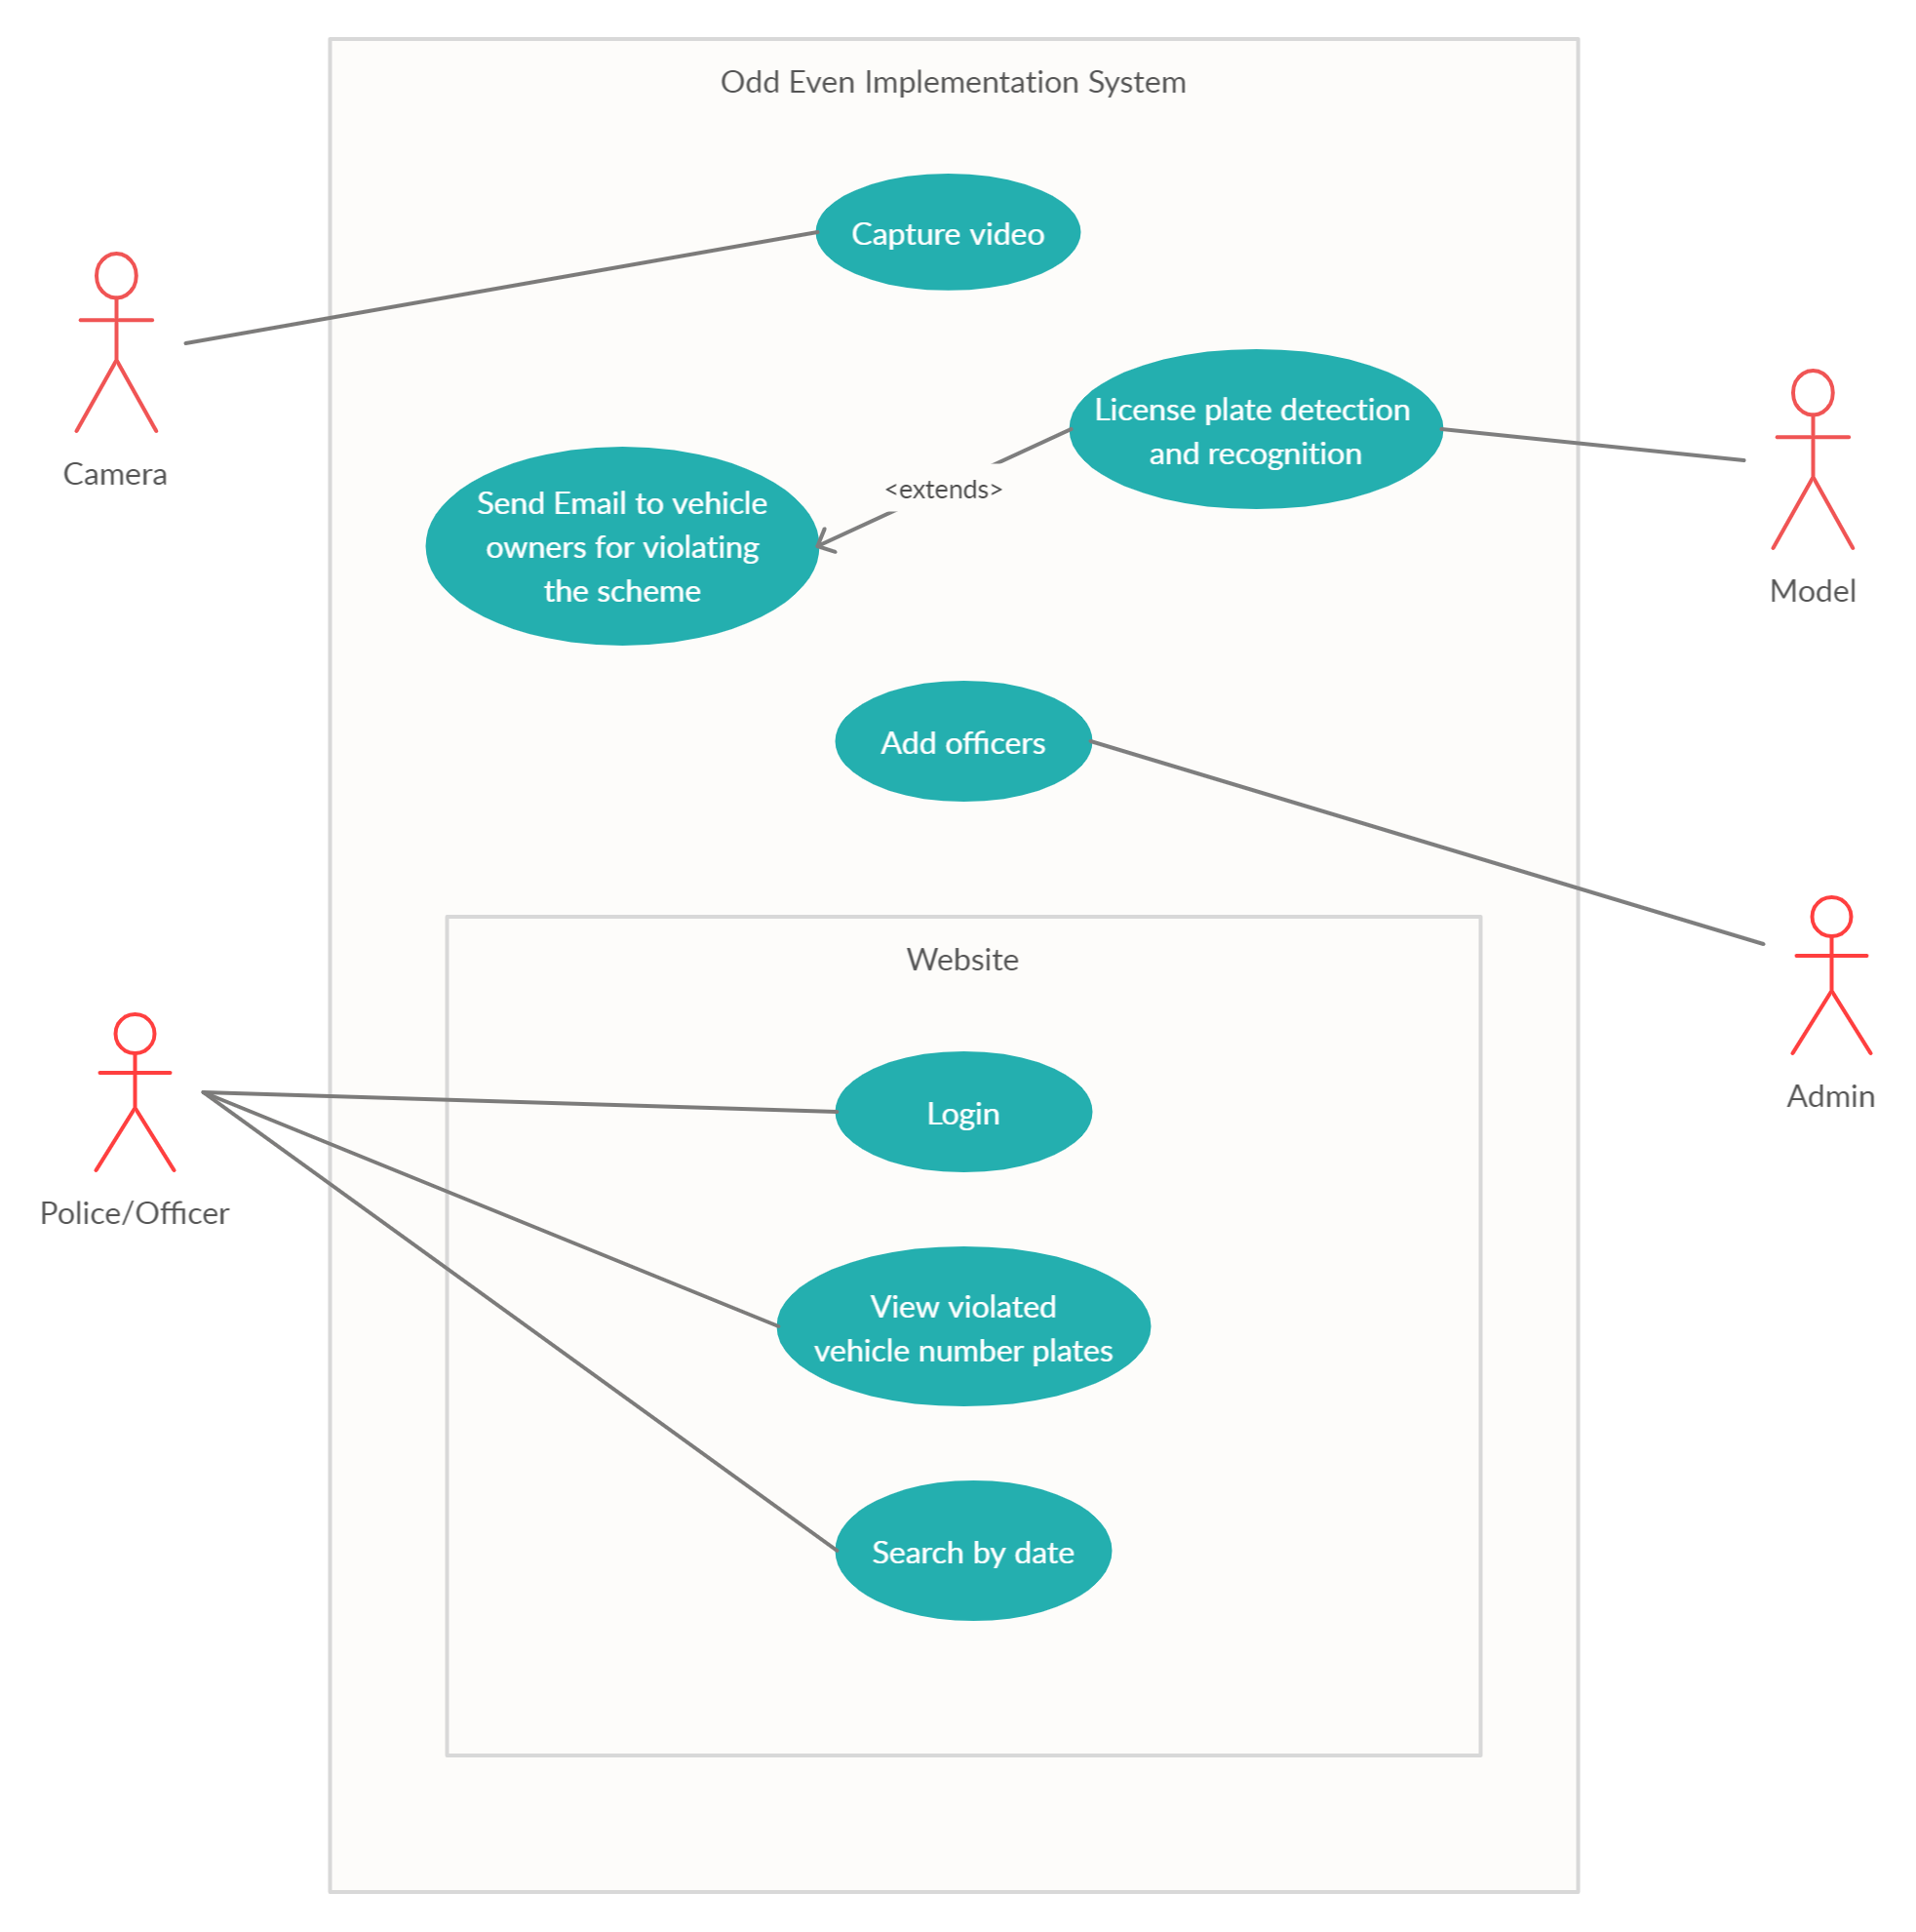 Odd Even Implementation System
Capture video
Camera
License plate detection
and recognition
<extends>
Send Email to vehicle
owners for violating
the scheme
Model
Add officers
Website
Admin
Login
Police/Officer
View violated
vehicle number plates
Search by date